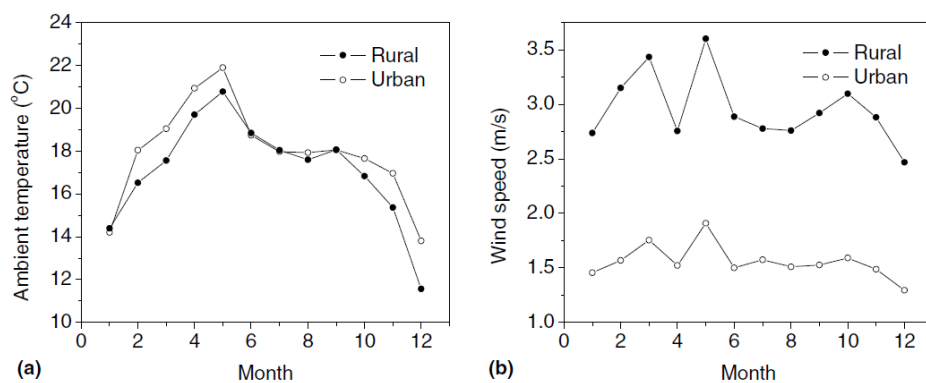 24
22
20
18
16
14
12
10
Ambient temperature (°C)
Rural
Urban
0 2 4 6 8 10 12
Month
(a)
3.5
3.0
2.5
2.0
1.5
1.0
Wind speed (m/s)
Rural
Urban
0 2 4 6 8 10 12
Month
(b)